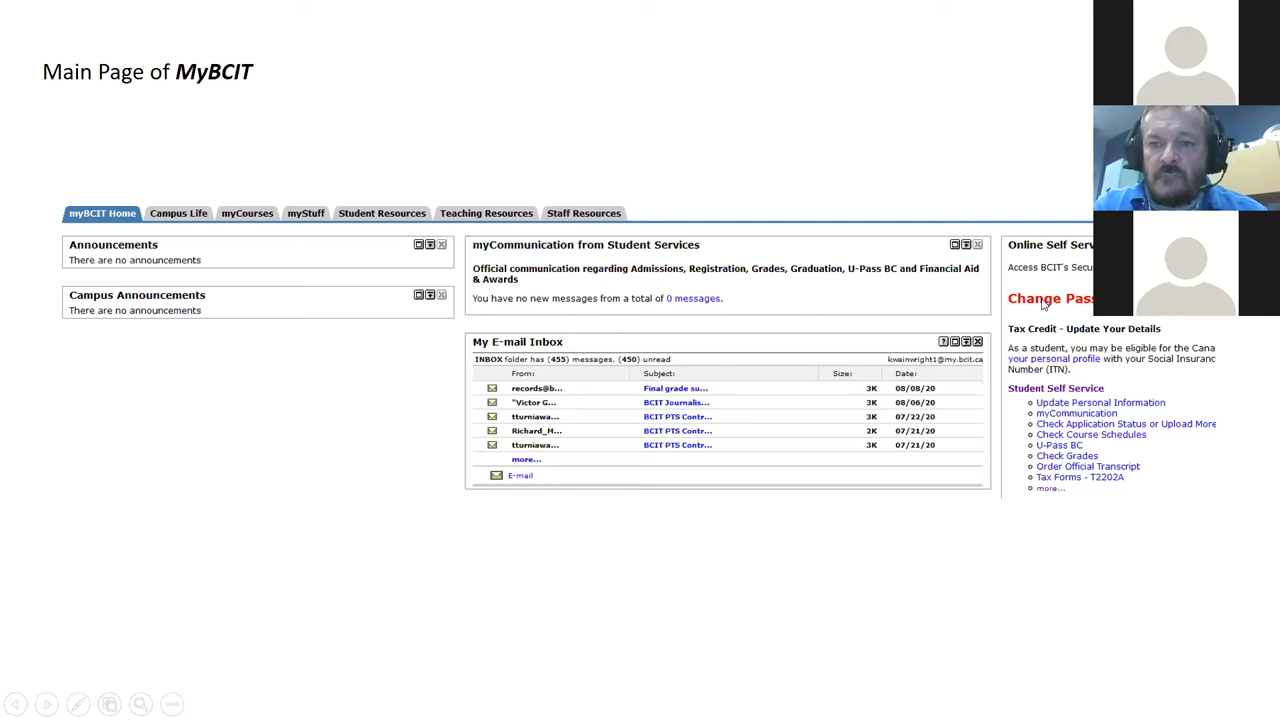 Main Page of MyBCIT
myBCIT Home
Campus Life
myCourses
myStuff
Student Resources
Teaching Resources
Staff Resources
Announcements
There are no announcements
Campus Announcements
There are no announcements
myCommunication from Student Services
Official communication regarding Admissions, Registration, Grades, Graduation, U-Pass BC and Financial Aid
& Awards
You have no new messages from a total of 0 messages.
My E-mail Inbox
INBOX folder has (455) messages, (450) unread kwainwright1@my.bcit.ca
From: Subject: Size: Date:
records@b... Final grade su... 3K 08/08/20
"Victor G... BCIT Journalis... 3K 08/06/20
tturniawa... BCIT PTS Contr... 3K 07/22/20
Richard_M... BCIT PTS Contr... 2K 07/21/20
tturniawa... BCIT PTS Contr... 3K 07/21/20
more...
E-mail
Online Self Serv
Access BCIT's Secu
Change Pass
Tax Credit - Update Your Details
As a student, you may be eligible for the Cana
your personal profile with your Social Insuranc
Number (ITN).
Student Self Service
Update Personal Information
myCommunication
Check Application Status or Upload More
Check Course Schedules
U-Pass BC
Check Grades
Order Official Transcript
Tax Forms - T2202A
more...